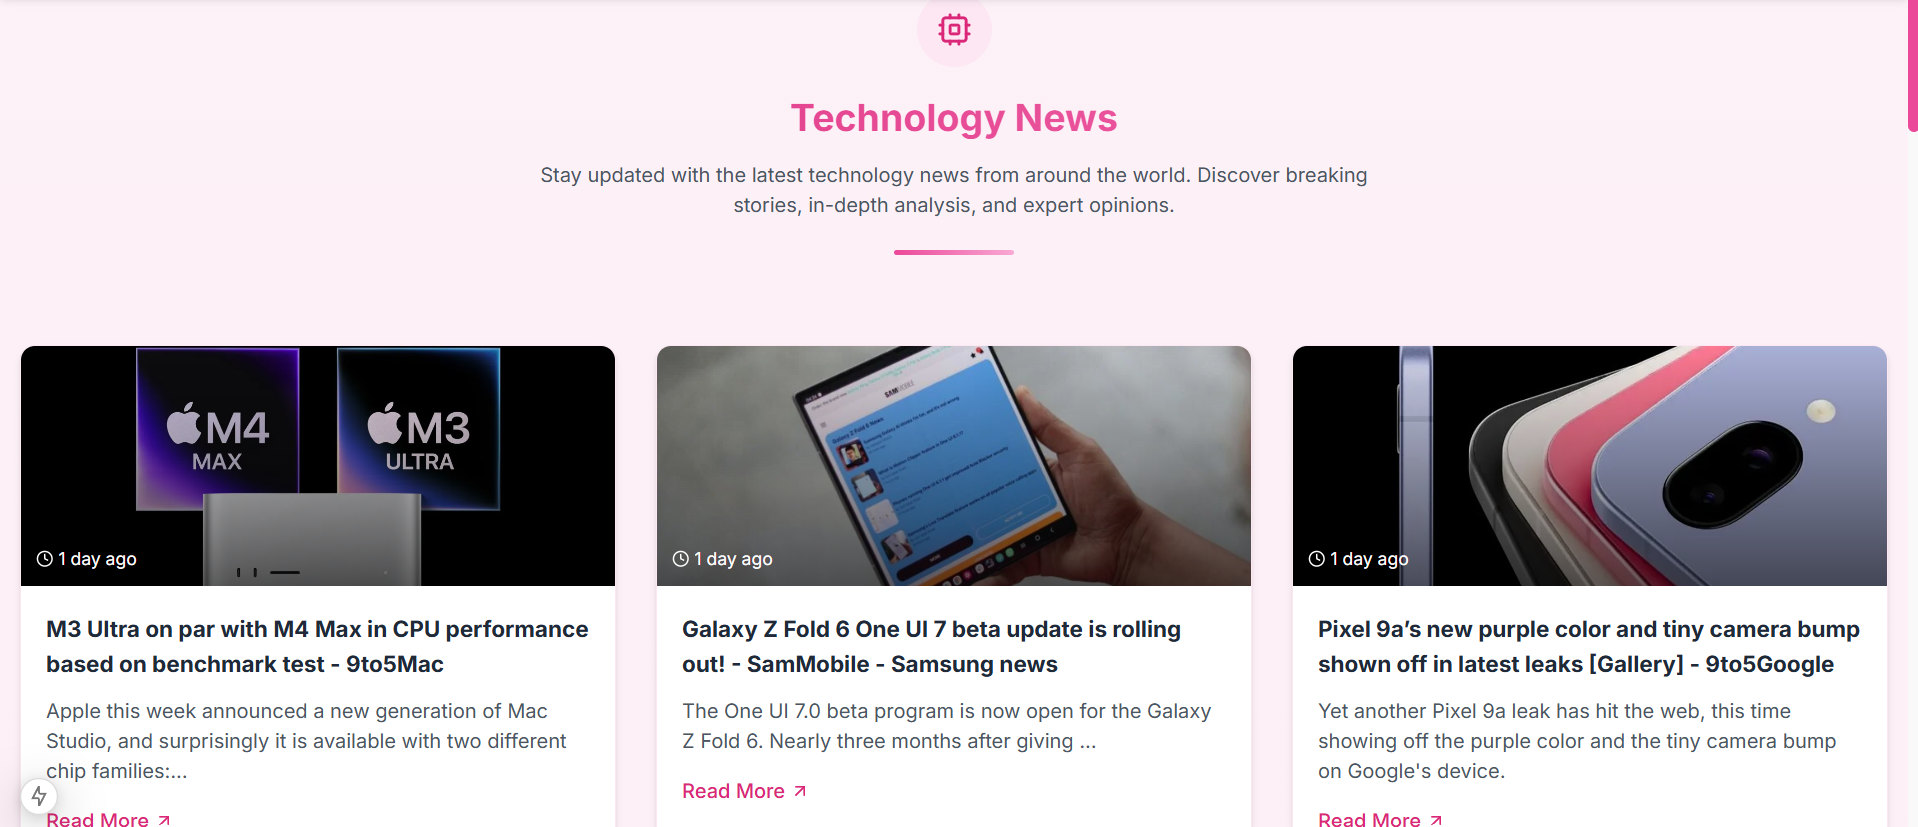 Technology News
Stay updated with the latest technology news from around the world. Discover breaking
stories, in-depth analysis, and expert opinions.
M4
MAX
M3
ULTRA
1 day ago
M3 Ultra on par with M4 Max in CPU performance
based on benchmark test - 9to5Mac
Apple this week announced a new generation of Mac
Studio, and surprisingly it is available with two different
chip families:...
Read More
SAMMOBILE
Galaxy Z Fold 6 News
1 day ago
Galaxy Z Fold 6 One UI 7 beta update is rolling
out! - SamMobile - Samsung news
The One UI 7.0 beta program is now open for the Galaxy
Z Fold 6. Nearly three months after giving ...
Read More
1 day ago
Pixel 9a’s new purple color and tiny camera bump
shown off in latest leaks [Gallery] - 9to5Google
Yet another Pixel 9a leak has hit the web, this time
showing off the purple color and the tiny camera bump
on Google's device.
Read More